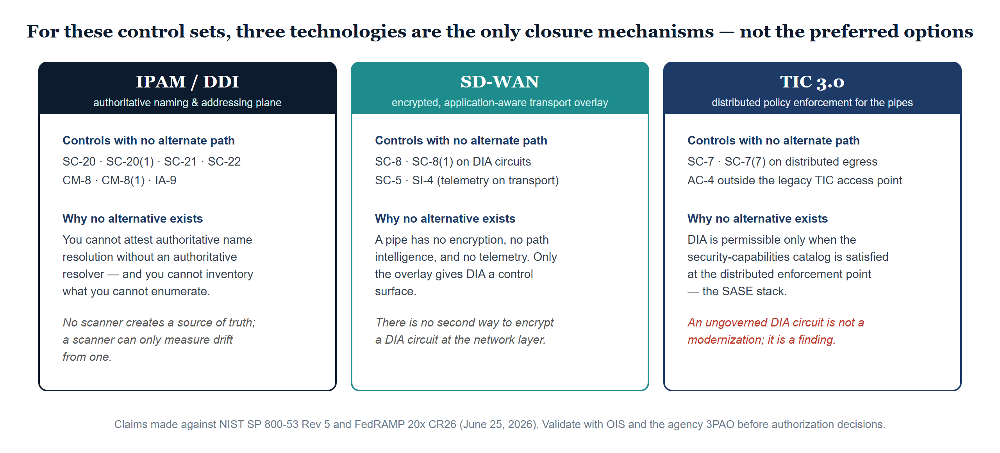 For these control sets, three technologies are the only closure mechanisms — not the preferred options
IPAM / DDI
authoritative naming & addressing plane
Controls with no alternate path
SC-20 · SC-20(1) · SC-21 · SC-22
CM-8 · CM-8(1) · IA-9
Why no alternative exists
You cannot attest authoritative name
resolution without an authoritative
resolver — and you cannot inventory
what you cannot enumerate.
No scanner creates a source of truth;
a scanner can only measure drift
from one.
SD-WAN
encrypted, application-aware transport overlay
Controls with no alternate path
SC-8 · SC-8(1) on DIA circuits
SC-5 · SI-4 (telemetry on transport)
Why no alternative exists
A pipe has no encryption, no path
intelligence, and no telemetry. Only
the overlay gives DIA a control
surface.
There is no second way to encrypt
a DIA circuit at the network layer.
TIC 3.0
distributed policy enforcement for the pipes
Controls with no alternate path
SC-7 · SC-7(7) on distributed egress
AC-4 outside the legacy TIC access point
Why no alternative exists
DIA is permissible only when the
security-capabilities catalog is satisfied
at the distributed enforcement point
— the SASE stack.
An ungoverned DIA circuit is not a
modernization; it is a finding.
Claims made against NIST SP 800-53 Rev 5 and FedRAMP 20x CR26 (June 25, 2026). Validate with OIS and the agency 3PAO before authorization decisions.